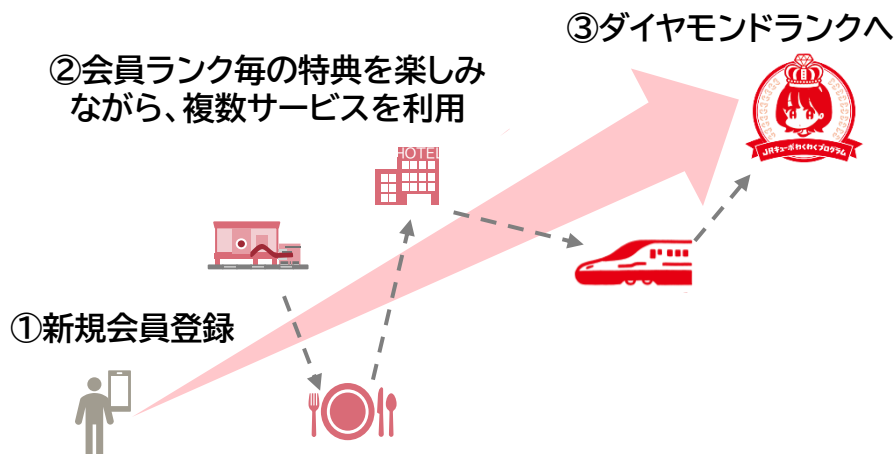 ③ダイヤモンドランクへ
②会員ランク毎の特典を楽しみ
ながら、複数サービスを利用
HOTEL
JRキューポわくわくプログラム
①新規会員登録